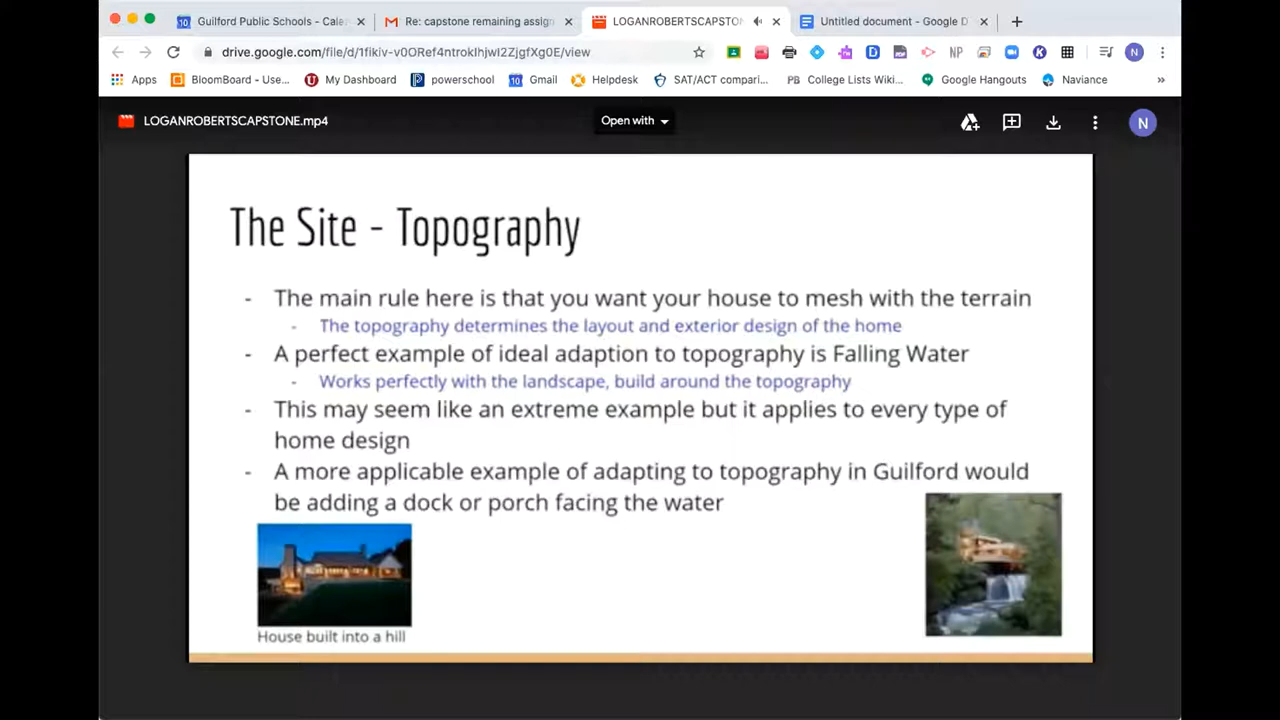 Guilford Public Schools - Cale
Re: capstone remaining assign
LOGANROBERTSCAPSTON
Untitled document - Google D
drive.google.com/file/d/1fikiv-v0ORef4ntrokIhjwI2ZjgfXg0E/view
NP
N
Apps
BloomBoard - Use...
My Dashboard
powerschool
Gmail
Helpdesk
SAT/ACT compari...
PB College Lists Wiki...
Google Hangouts
Naviance
LOGANROBERTSCAPSTONE.mp4
Open with
N
The Site - Topography
- The main rule here is that you want your house to mesh with the terrain
- The topography determines the layout and exterior design of the home
- A perfect example of ideal adaption to topography is Falling Water
- Works perfectly with the landscape, build around the topography
- This may seem like an extreme example but it applies to every type of
home design
- A more applicable example of adapting to topography in Guilford would
be adding a dock or porch facing the water
House built into a hill